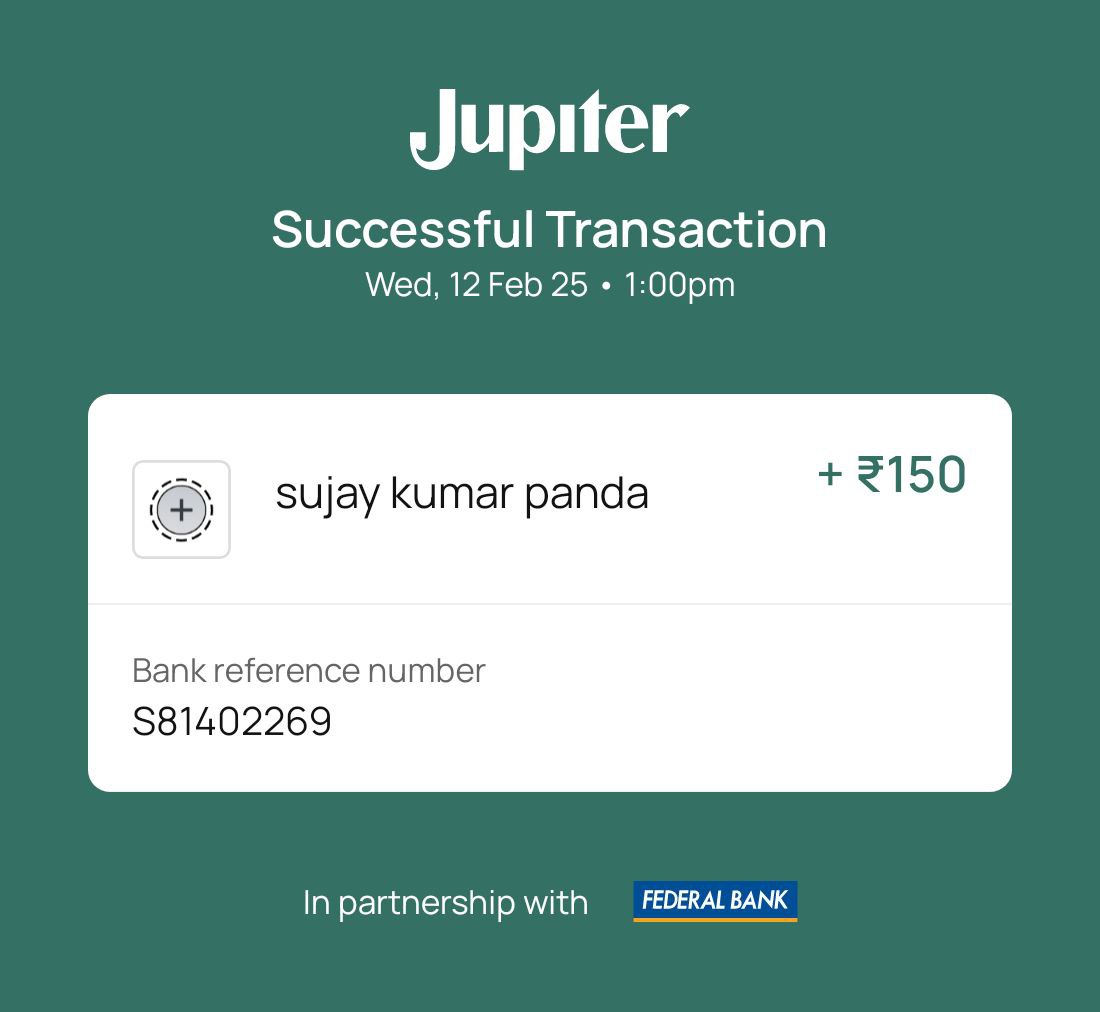 Jupiter
Successful Transaction
Wed, 12 Feb 25 • 1:00pm
sujay kumar panda
+ ₹150
Bank reference number
S81402269
In partnership with FEDERAL BANK